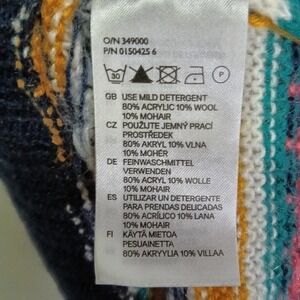 O/N 349000
P/N 0150425 6
30 P
GB USE MILD DETERGENT
80% ACRYLIC 10% WOOL
10% MOHAIR
CZ POUŽIJTE JEMNÝ PRACÍ
PROSTŘEDEK
80% AKRYL 10% VLNA
10% MOHÉR
DE FEINWASCHMITTEL
VERWENDEN
80% ACRYL 10% WOLLE
10% MOHAIR
ES UTILIZAR UN DETERGENTE
PARA PRENDAS DELICADAS
80% ACRÍLICO 10% LANA
10% MOHAIR
FI KÄYTÄ MIETOA
PESUAINETTA
80% AKRYYLIA 10% VILLAA